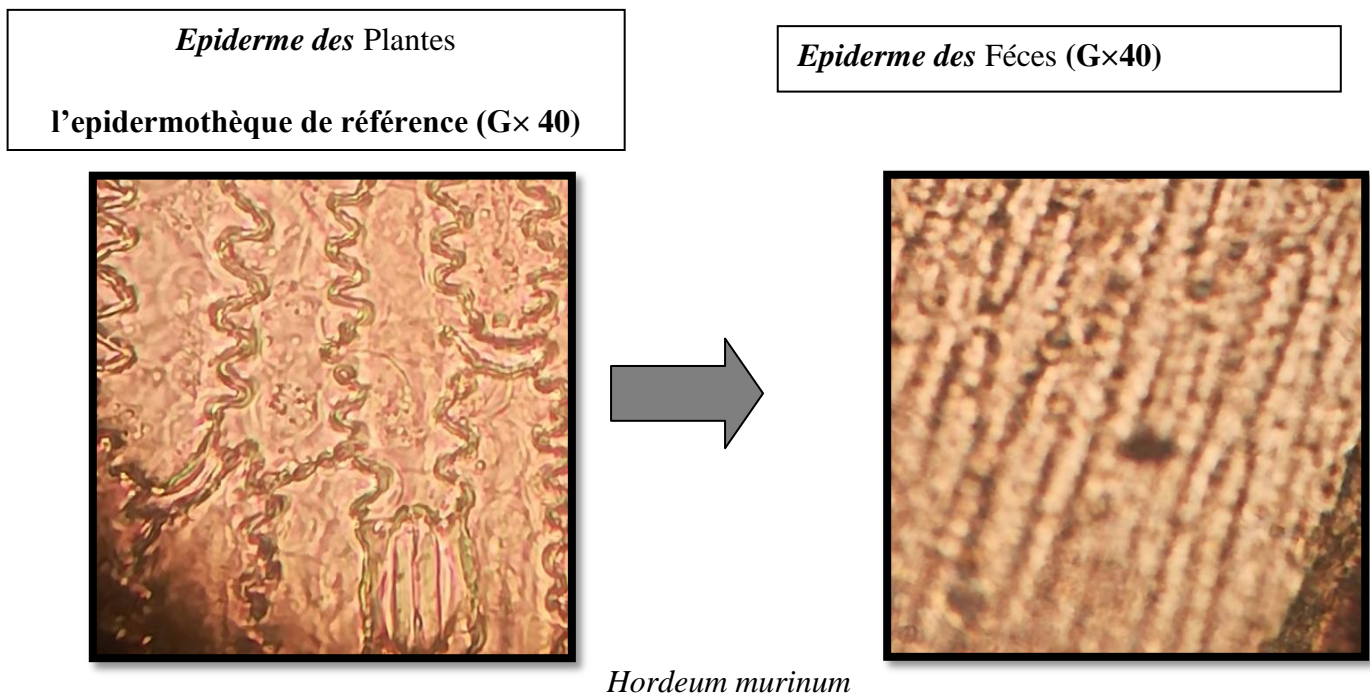 Epiderme des Plantes
l'epidermothèque de référence (G× 40)
Epiderme des Féces (G×40)
Hordeum murinum